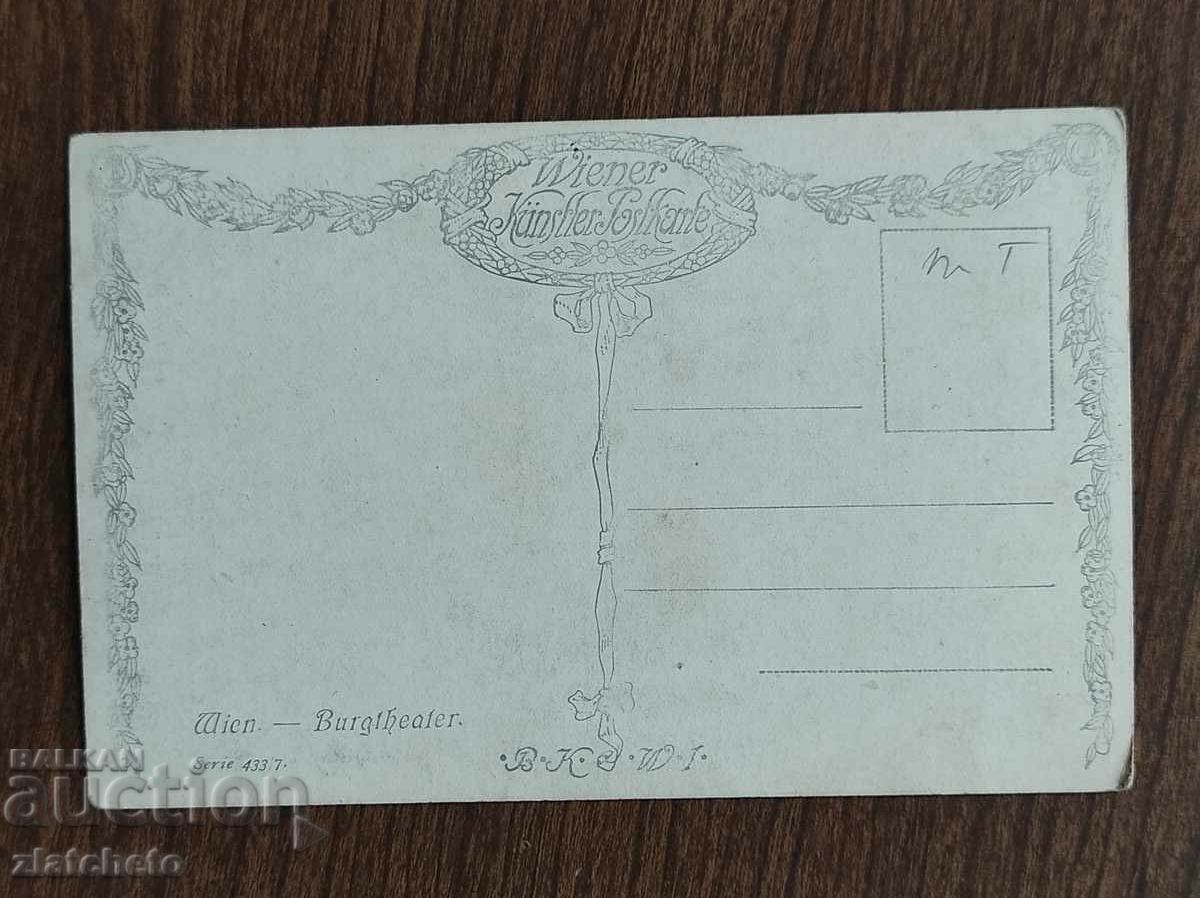 Wiener
Künstler-Postkarte
m T
Wien. — Burgtheater.
Serie 433/7.
· B · K · W · I ·
BALKAN
auction
zlatcheto